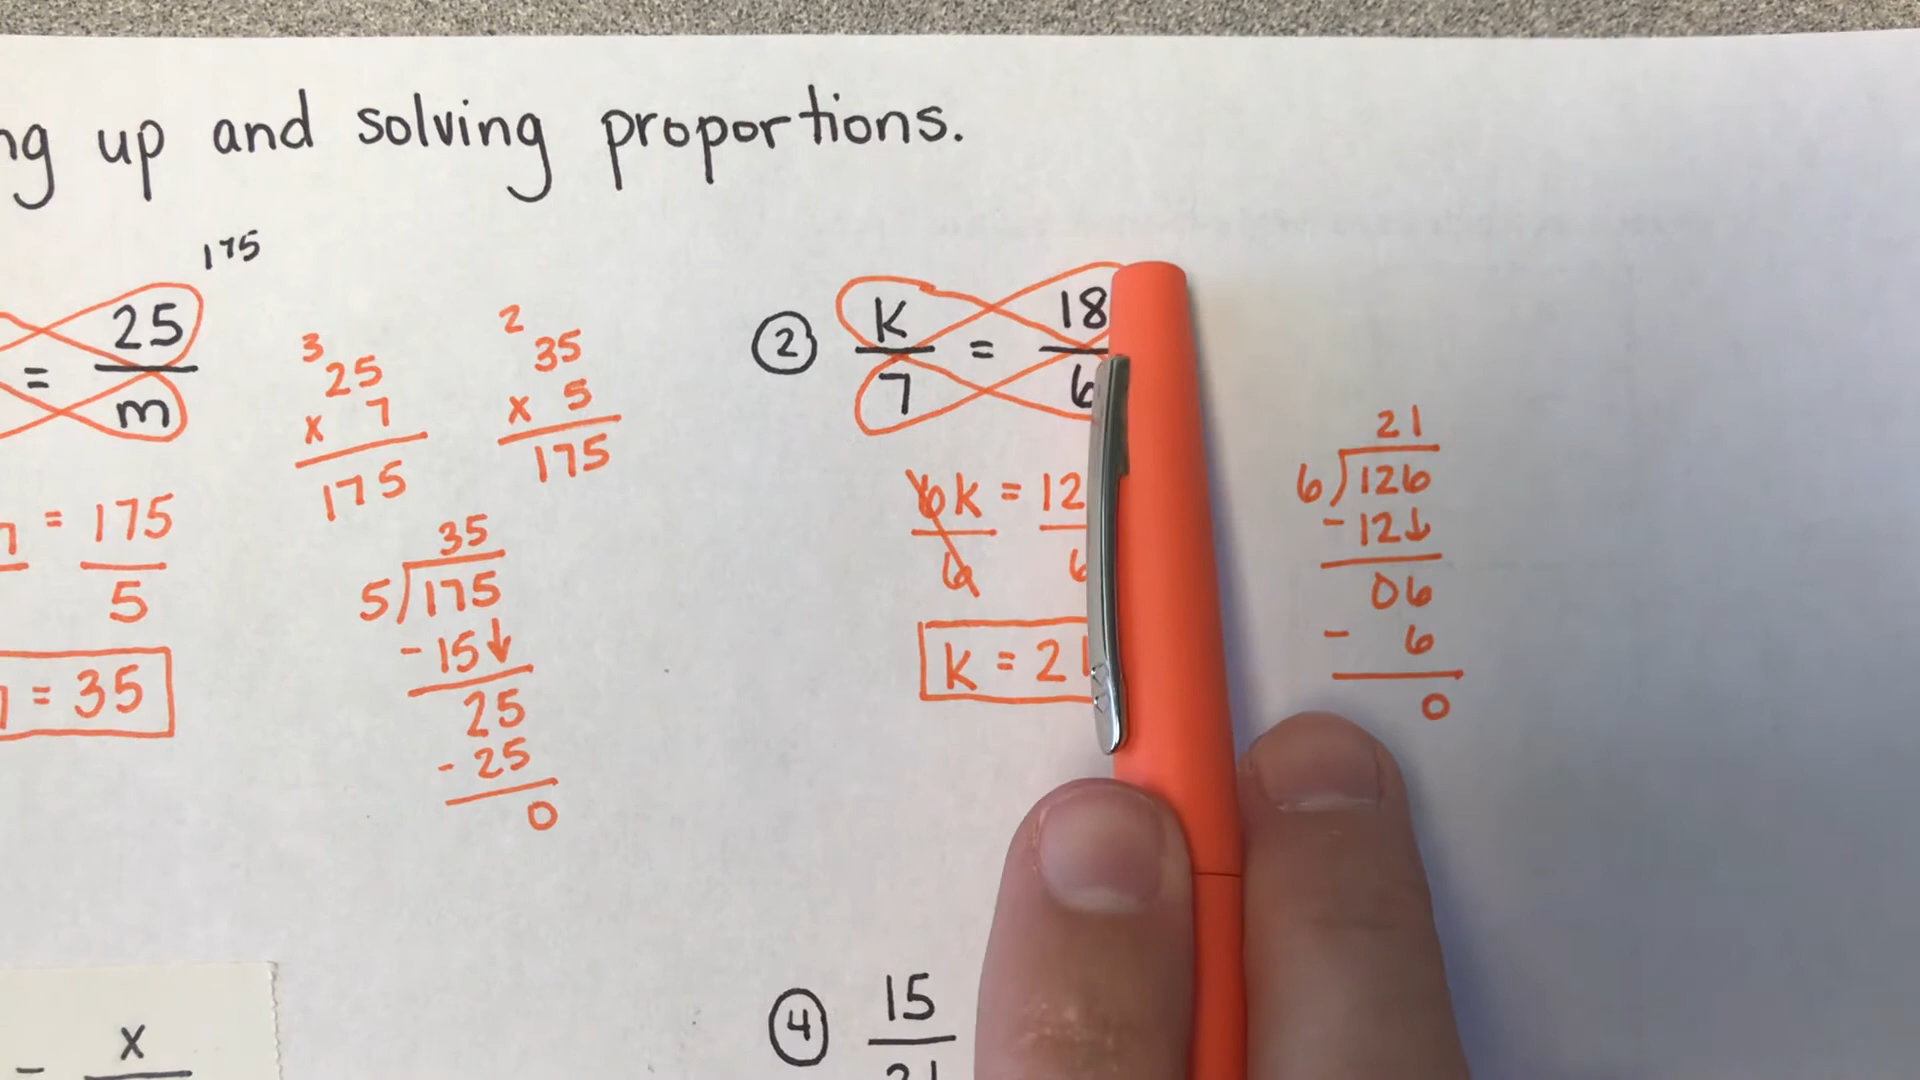 ng up and solving proportions.
175
= 25/m
= 175/5
= 35
3
25
x 7
175
2
35
x 5
175
35
5)175
-15↓
25
-25
0
② K/7 = 18/6
6K/6 = 12
K = 21
21
6)126
-12↓
06
- 6
0
x
④ 15/21